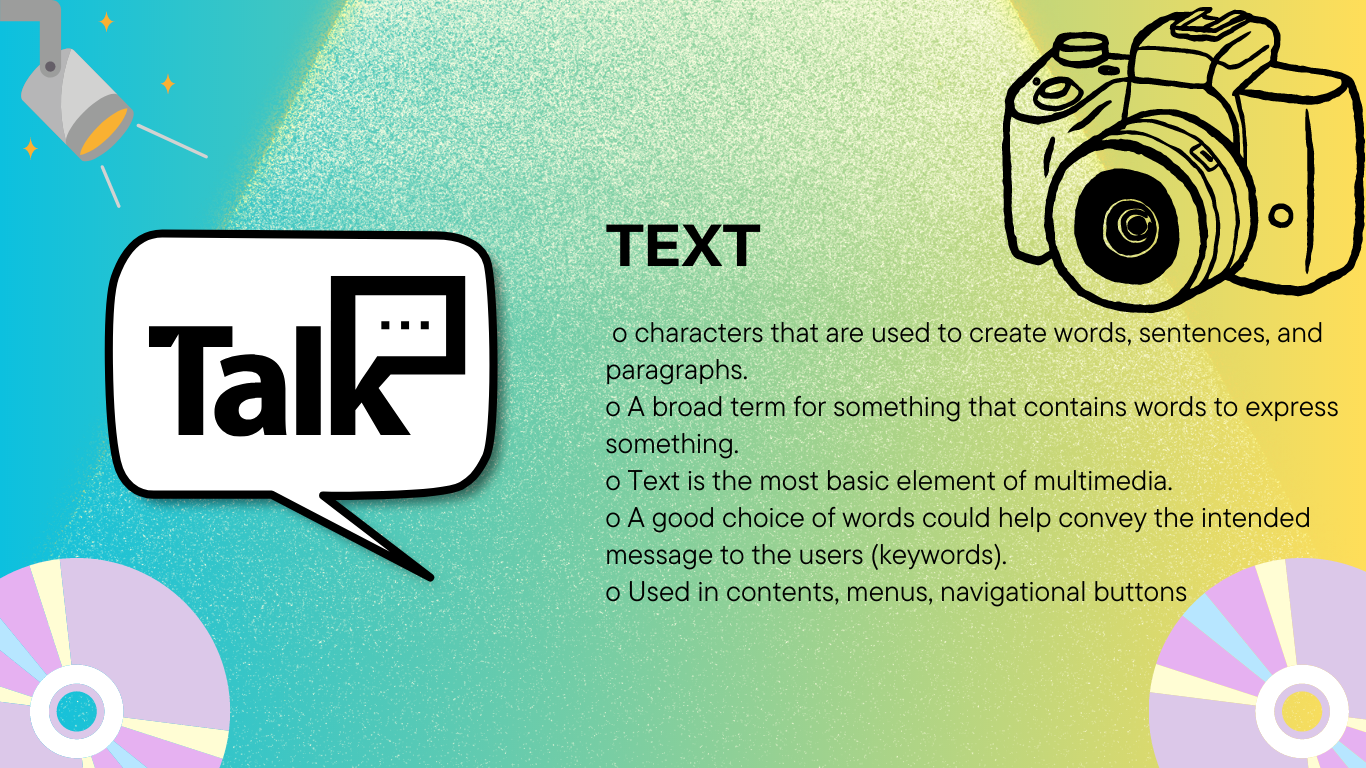 Talk
TEXT
o characters that are used to create words, sentences, and
paragraphs.
o A broad term for something that contains words to express
something.
o Text is the most basic element of multimedia.
o A good choice of words could help convey the intended
message to the users (keywords).
o Used in contents, menus, navigational buttons